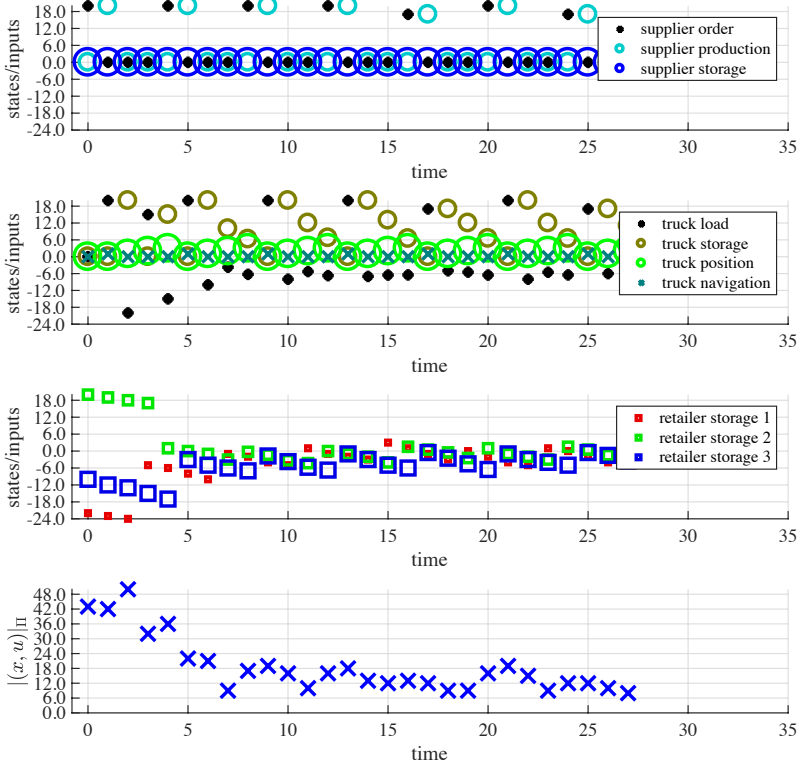 18.0
12.0
6.0
0.0
-6.0
-12.0
-18.0
-24.0
states/inputs
supplier order
supplier production
supplier storage
0 5 10 15 20 25 30 35
time
18.0
12.0
6.0
0.0
-6.0
-12.0
-18.0
-24.0
states/inputs
truck load
truck storage
truck position
truck navigation
0 5 10 15 20 25 30 35
time
18.0
12.0
6.0
0.0
-6.0
-12.0
-18.0
-24.0
states/inputs
retailer storage 1
retailer storage 2
retailer storage 3
0 5 10 15 20 25 30 35
time
48.0
42.0
36.0
30.0
24.0
18.0
12.0
6.0
0.0
|(x, u)|Π
0 5 10 15 20 25 30 35
time